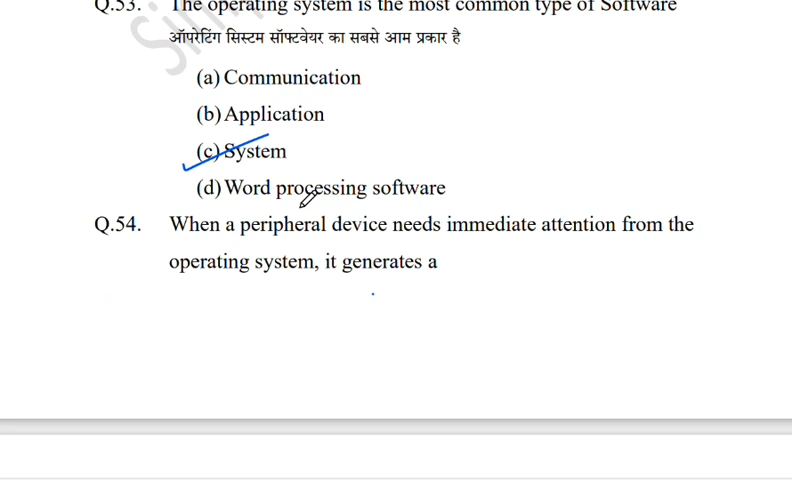 Q.53. The operating system is the most common type of Software
ऑपरेटिंग सिस्टम सॉफ्टवेयर का सबसे आम प्रकार है
(a) Communication
(b) Application
(c) System
(d) Word processing software
Q.54. When a peripheral device needs immediate attention from the
operating system, it generates a